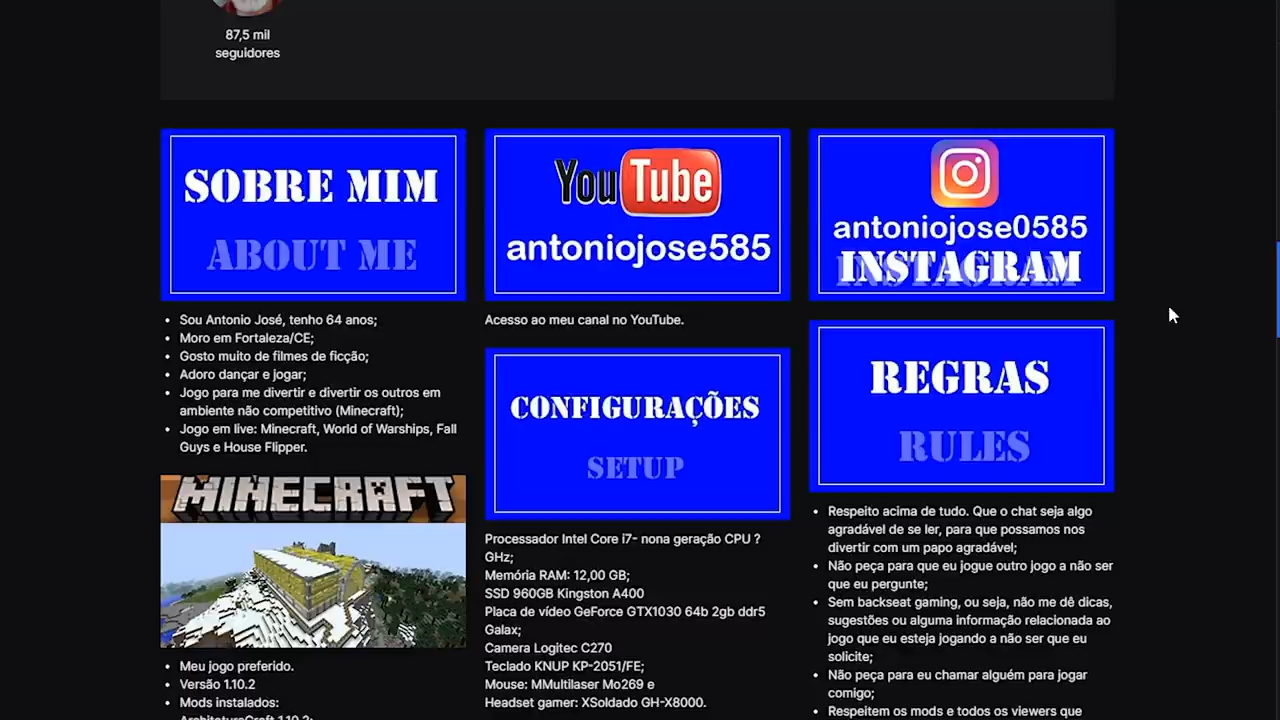 87,5 mil
seguidores
SOBRE MIM
ABOUT ME
Sou Antonio José, tenho 64 anos;
Moro em Fortaleza/CE;
Gosto muito de filmes de ficção;
Adoro dançar e jogar;
Jogo para me divertir e divertir os outros em
ambiente não competitivo (Minecraft);
Jogo em live: Minecraft, World of Warships, Fall
Guys e House Flipper.
MINECRAFT
Meu jogo preferido.
Versão 1.10.2
Mods instalados:
ArchitetureCraft 1.10.2;
YouTube
antoniojose585
Acesso ao meu canal no YouTube.
CONFIGURAÇÕES
SETUP
Processador Intel Core i7- nona geração CPU ?
GHz;
Memória RAM: 12,00 GB;
SSD 960GB Kingston A400
Placa de vídeo GeForce GTX1030 64b 2gb ddr5
Galax;
Camera Logitec C270
Teclado KNUP KP-2051/FE;
Mouse: MMultilaser Mo269 e
Headset gamer: XSoldado GH-X8000.
antoniojose0585
INSTAGRAM
REGRAS
RULES
Respeito acima de tudo. Que o chat seja algo
agradável de se ler, para que possamos nos
divertir com um papo agradável;
Não peça para que eu jogue outro jogo a não ser
que eu pergunte;
Sem backseat gaming, ou seja, não me dê dicas,
sugestões ou alguma informação relacionada ao
jogo que eu esteja jogando a não ser que eu
solicite;
Não peça para eu chamar alguém para jogar
comigo;
Respeitem os mods e todos os viewers que